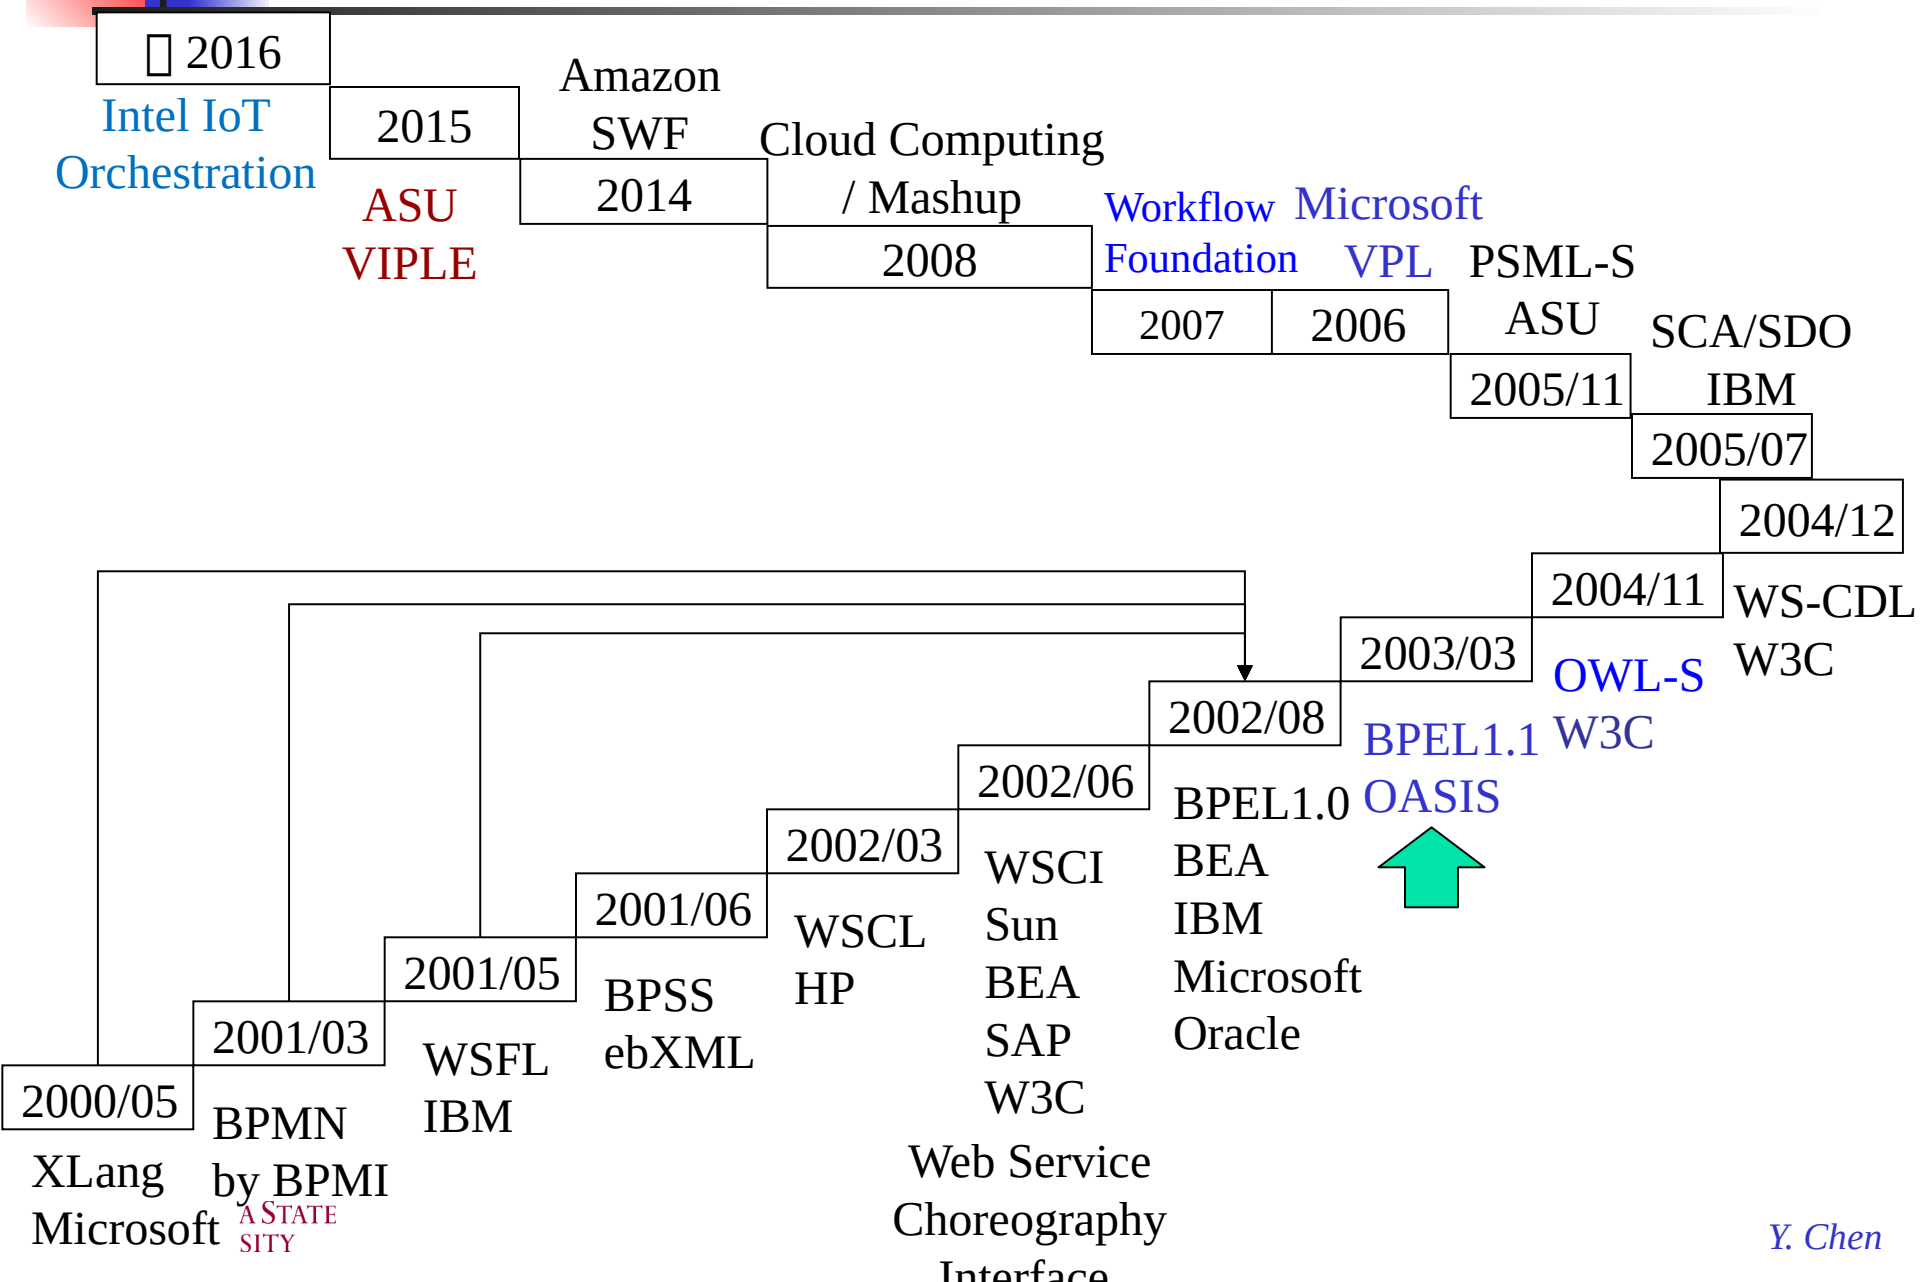 2016
Intel IoT
Orchestration
2015
ASU
VIPLE
Amazon
SWF
2014
Cloud Computing
/ Mashup
2008
Workflow
Foundation
2007
Microsoft
VPL
2006
PSML-S
ASU
2005/11
SCA/SDO
IBM
2005/07
2004/12
WS-CDL
W3C
2004/11
OWL-S
W3C
2003/03
BPEL1.1
OASIS
2002/08
BPEL1.0
BEA
IBM
Microsoft
Oracle
2002/06
WSCI
Sun
BEA
SAP
W3C
Web Service
Choreography
Interface
2002/03
WSCL
HP
2001/06
BPSS
ebXML
2001/05
WSFL
IBM
2001/03
BPMN
by BPMI
2000/05
XLang
Microsoft
A STATE
SITY
Y. Chen